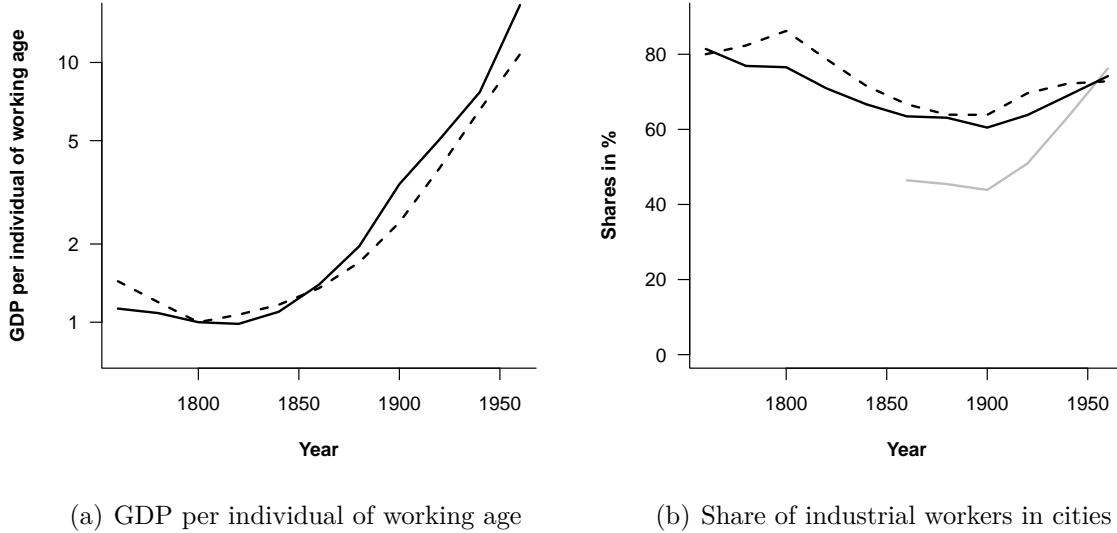 GDP per individual of working age
10
5
2
1
1800
1850
1900
1950
Year
(a) GDP per individual of working age
Shares in %
80
60
40
20
0
1800
1850
1900
1950
Year
(b) Share of industrial workers in cities